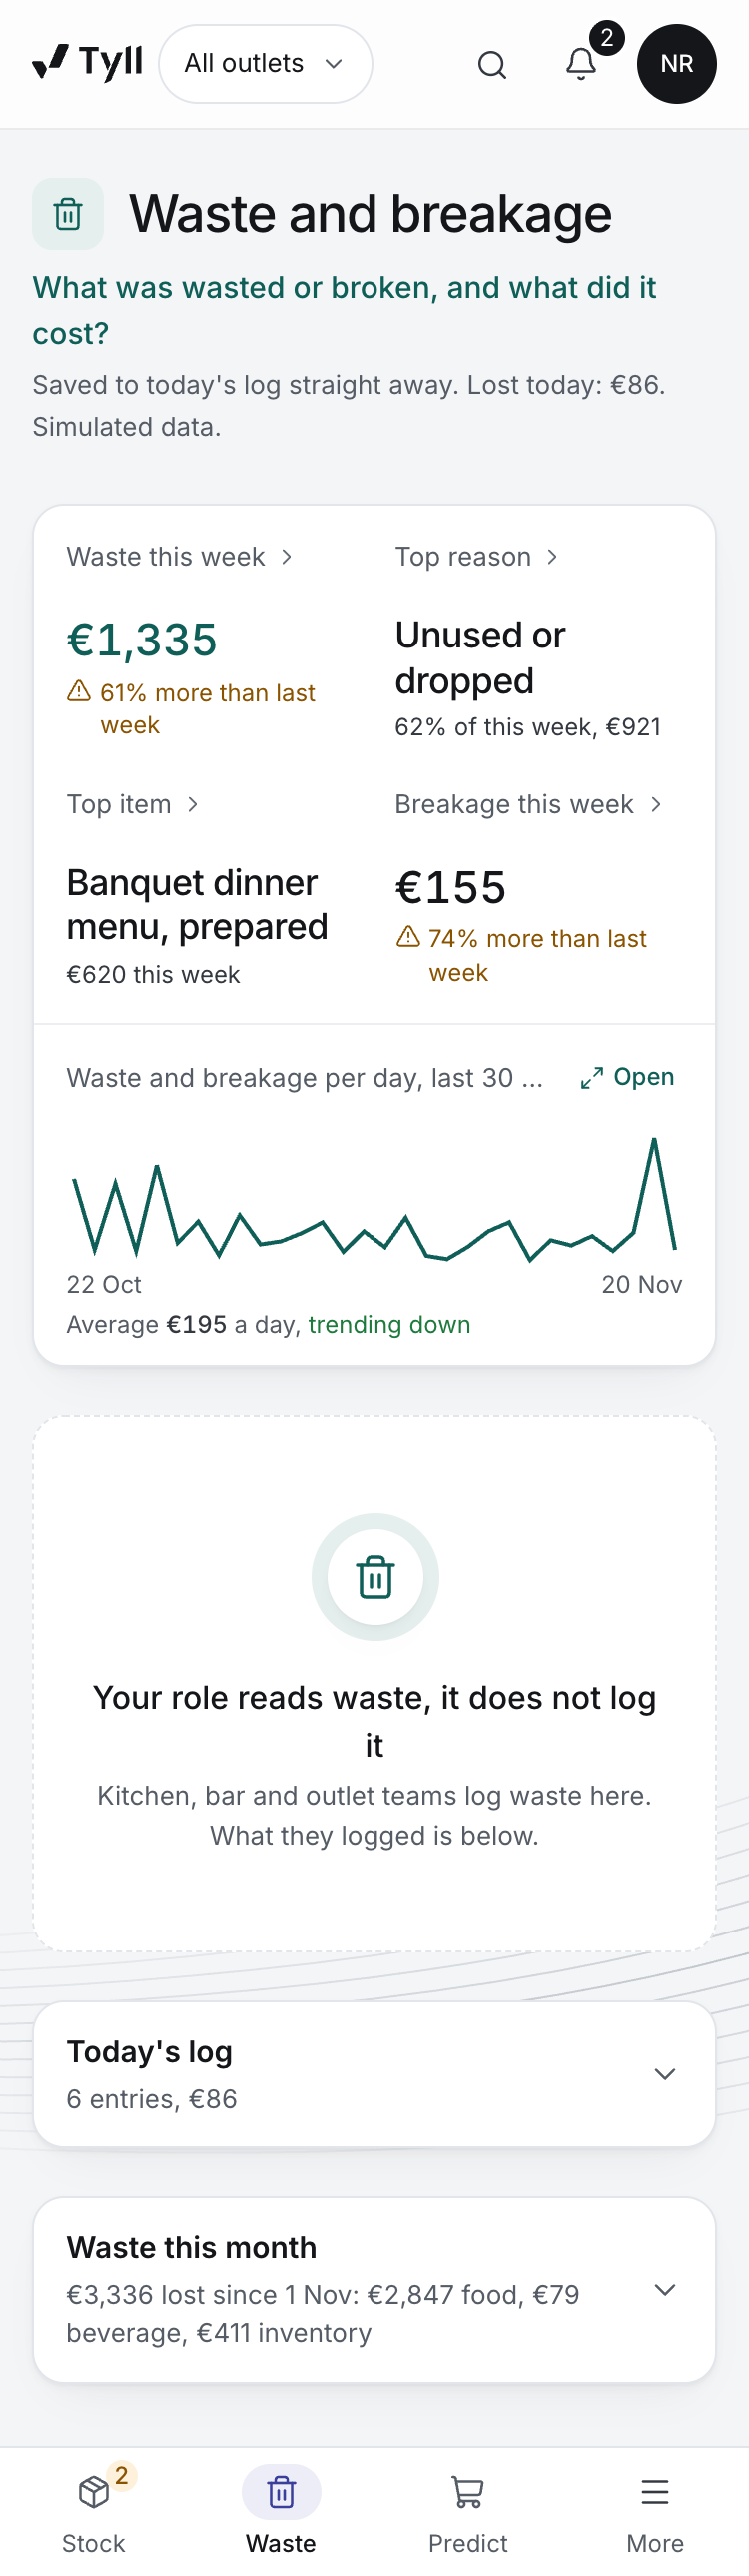 Tyll
All outlets
2
NR
Waste and breakage
What was wasted or broken, and what did it
cost?
Saved to today's log straight away. Lost today: €86.
Simulated data.
Waste this week
Top reason
€1,335
61% more than last
week
Unused or
dropped
62% of this week, €921
Top item
Breakage this week
Banquet dinner
menu, prepared
€620 this week
€155
74% more than last
week
Waste and breakage per day, last 30 ...
Open
22 Oct
20 Nov
Average €195 a day, trending down
Your role reads waste, it does not log
it
Kitchen, bar and outlet teams log waste here.
What they logged is below.
Today's log
6 entries, €86
Waste this month
€3,336 lost since 1 Nov: €2,847 food, €79
beverage, €411 inventory
2
Stock
Waste
Predict
More